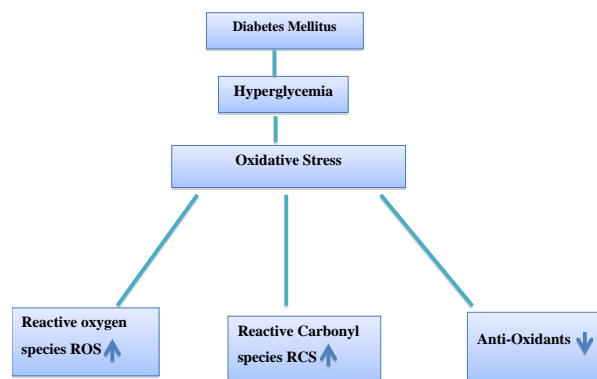 Diabetes Mellitus
Hyperglycemia
Oxidative Stress
Reactive oxygen
species ROS
Reactive Carbonyl
species RCS
Anti-Oxidants